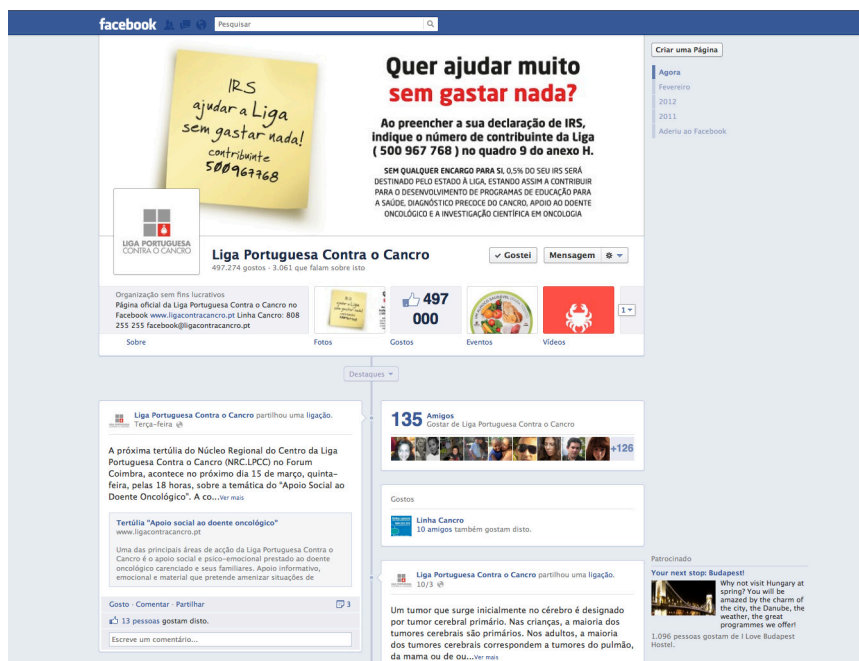 facebook
Pesquisar
IRS
ajudar a Liga
sem gastar nada!
contribuinte
500967768
Quer ajudar muito
sem gastar nada?
Ao preencher a sua declaração de IRS,
indique o número de contribuinte da Liga
( 500 967 768 ) no quadro 9 do anexo H.
SEM QUALQUER ENCARGO PARA SI, 0,5% DO SEU IRS SERÁ
DESTINADO PELO ESTADO À LIGA, ESTANDO ASSIM A CONTRIBUIR
PARA O DESENVOLVIMENTO DE PROGRAMAS DE EDUCAÇÃO PARA
A SAÚDE, DIAGNÓSTICO PRECOCE DO CANCRO, APOIO AO DOENTE
ONCOLÓGICO E A INVESTIGAÇÃO CIENTÍFICA EM ONCOLOGIA
Criar uma Página
Agora
Fevereiro
2012
2011
Aderiu ao Facebook
LIGA PORTUGUESA
CONTRA O CANCRO
Liga Portuguesa Contra o Cancro
497.274 gostos · 3.061 que falam sobre isto
Gostei
Mensagem
Organização sem fins lucrativos
Página oficial da Liga Portuguesa Contra o Cancro no
Facebook www.ligacontracancro.pt Linha Cancro: 808
255 255 facebook@ligacontracancro.pt
497
000
1
Sobre
Fotos
Gostos
Eventos
Vídeos
Destaques
Liga Portuguesa Contra o Cancro partilhou uma ligação.
Terça-feira
A próxima tertúlia do Núcleo Regional do Centro da Liga
Portuguesa Contra o Cancro (NRC.LPCC) no Forum
Coimbra, acontece no próximo dia 15 de março, quinta-
feira, pelas 18 horas, sobre a temática do "Apoio Social ao
Doente Oncológico". A co...Ver mais
Tertúlia "Apoio social ao doente oncológico"
www.ligacontracancro.pt
Uma das principais áreas de acção da Liga Portuguesa Contra o
Cancro é o apoio social e psico-emocional prestado ao doente
oncológico carenciado e seus familiares. Apoio informativo,
emocional e material que pretende amenizar situações de
Gosto · Comentar · Partilhar
3
13 pessoas gostam disto.
Escreve um comentário...
135 Amigos
Gostar de Liga Portuguesa Contra o Cancro
+126
Gostos
Linha Cancro
10 amigos também gostam disto.
Liga Portuguesa Contra o Cancro partilhou uma ligação.
10/3
Um tumor que surge inicialmente no cérebro é designado
por tumor cerebral primário. Nas crianças, a maioria dos
tumores cerebrais são primários. Nos adultos, a maioria
dos tumores cerebrais correspondem a tumores do pulmão,
da mama ou de ou...Ver mais
Patrocinado
Your next stop: Budapest!
Why not visit Hungary at
spring? You will be
amazed by the charm of
the city, the Danube, the
weather, the great
programmes we offer!
1.096 pessoas gostam de I Love Budapest
Hostel.